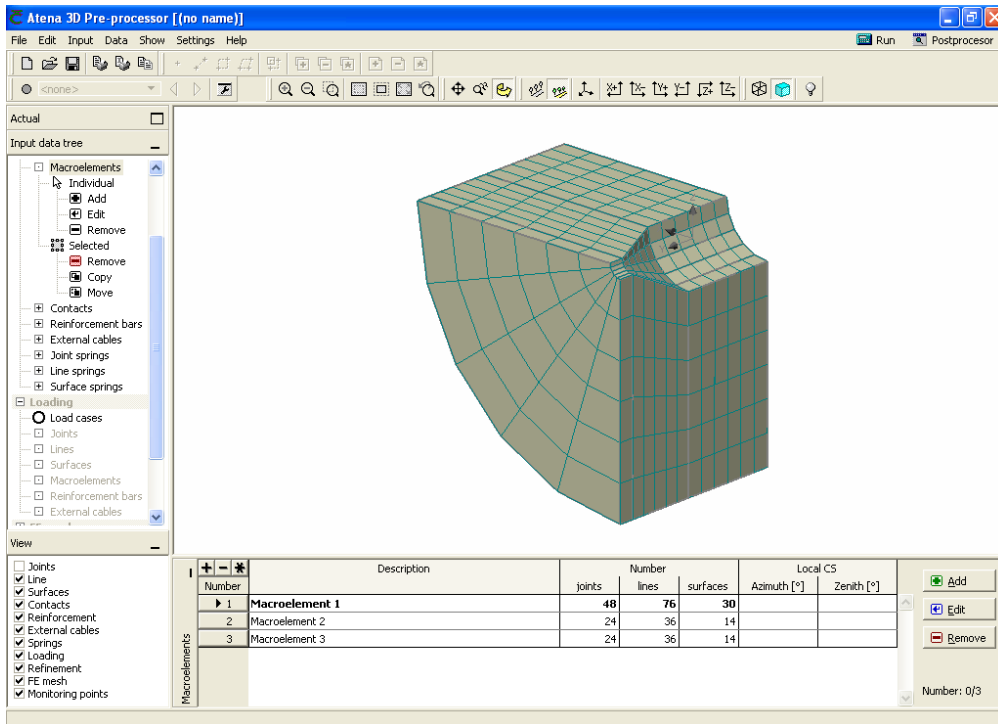 Atena 3D Pre-processor [(no name)]
File Edit Input Data Show Settings Help Run Postprocesor
<none>
Actual
Input data tree
Macroelements
Individual
Add
Edit
Remove
Selected
Remove
Copy
Move
Contacts
Reinforcement bars
External cables
Joint springs
Line springs
Surface springs
Loading
Load cases
Joints
Lines
Surfaces
Macroelements
Reinforcement bars
External cables
View
Joints
Line
Surfaces
Contacts
Reinforcement
External cables
Springs
Loading
Refinement
FE mesh
Monitoring points
Macroelements
Description Number Local CS
Number joints lines surfaces Azimuth [°] Zenith [°]
1 Macroelement 1 48 76 30
2 Macroelement 2 24 36 14
3 Macroelement 3 24 36 14
Add
Edit
Remove
Number: 0/3